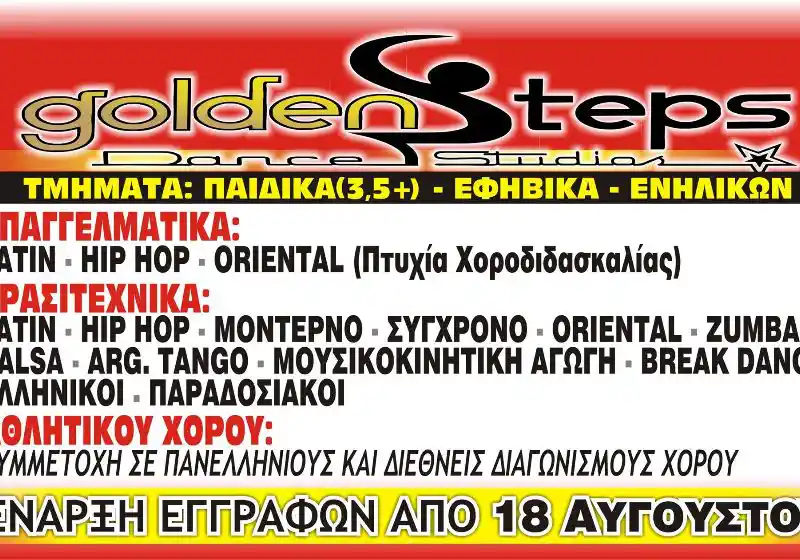 golden Steps
Dance Studios
ΤΜΗΜΑΤΑ: ΠΑΙΔΙΚΑ(3,5+) - ΕΦΗΒΙΚΑ - ΕΝΗΛΙΚΩΝ
ΠΑΓΓΕΛΜΑΤΙΚΑ:
ATIN - HIP HOP - ORIENTAL (Πτυχία Χοροδιδασκαλίας)
ΡΑΣΙΤΕΧΝΙΚΑ:
ATIN - HIP HOP - ΜΟΝΤΕΡΝΟ - ΣΥΓΧΡΟΝΟ - ORIENTAL - ZUMBA
ALSA - ARG. TANGO - ΜΟΥΣΙΚΟΚΙΝΗΤΙΚΗ ΑΓΩΓΗ - BREAK DANC
ΛΛΗΝΙΚΟΙ - ΠΑΡΑΔΟΣΙΑΚΟΙ
ΘΛΗΤΙΚΟΥ ΧΟΡΟΥ:
ΥΜΜΕΤΟΧΗ ΣΕ ΠΑΝΕΛΛΗΝΙΟΥΣ ΚΑΙ ΔΙΕΘΝΕΙΣ ΔΙΑΓΩΝΙΣΜΟΥΣ ΧΟΡΟΥ
ΕΝΑΡΞΗ ΕΓΓΡΑΦΩΝ ΑΠΟ 18 ΑΥΓΟΥΣΤΟ